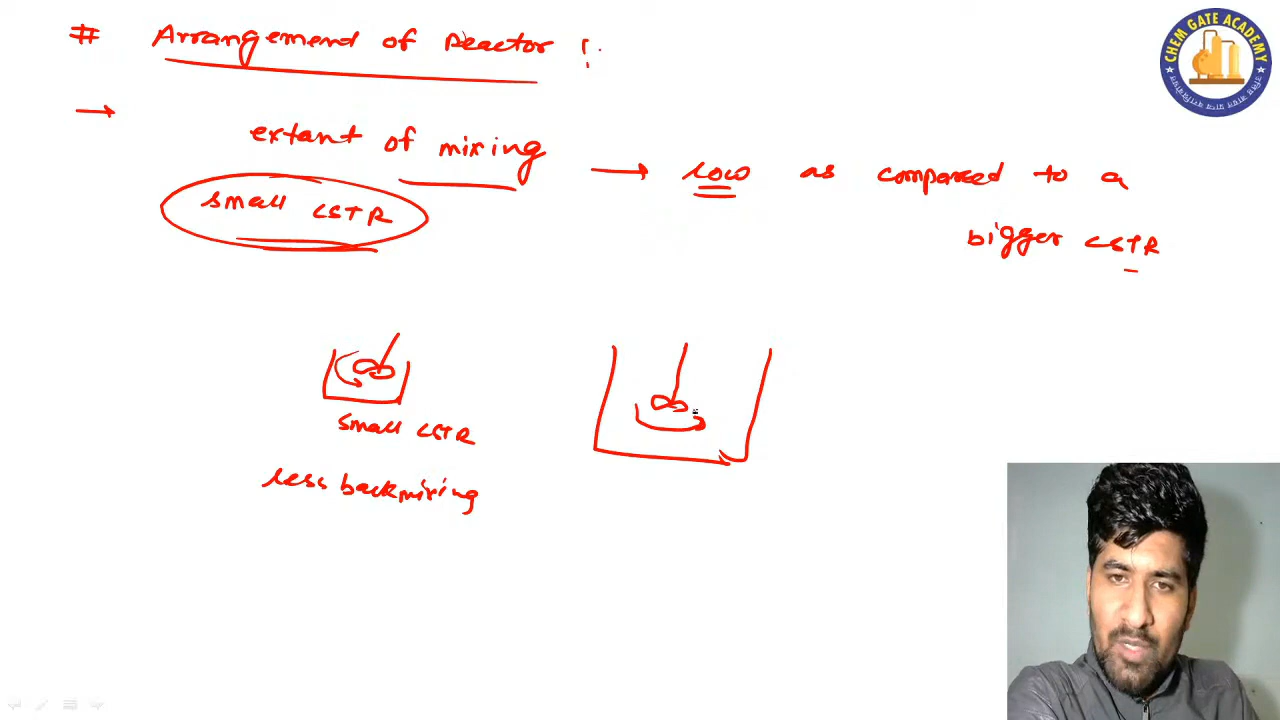 # Arrangement of Reactor :
→
extant of mixing → low as compared to a
small CSTR
bigger CSTR
small CSTR
less backmixing
CHEM GATE ACADEMY